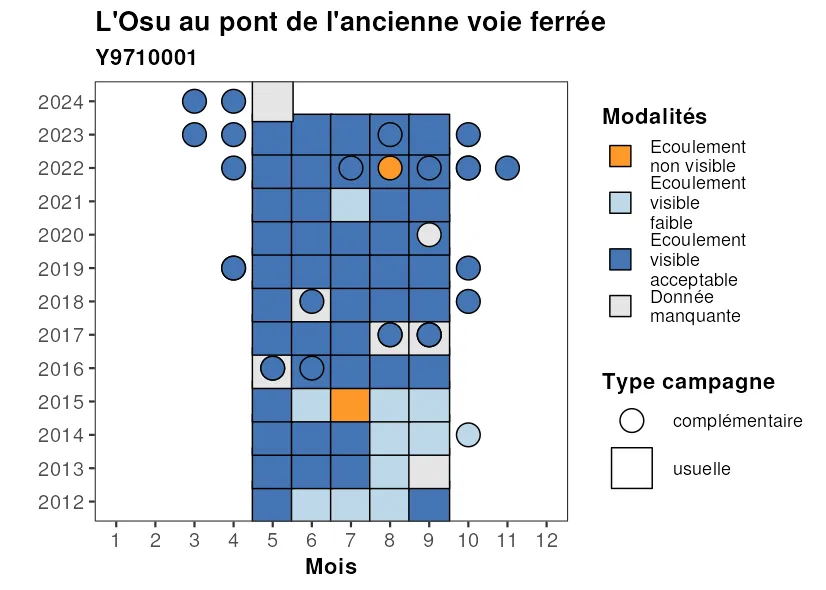 L'Osu au pont de l'ancienne voie ferrée
Y9710001
2024
2023
2022
2021
2020
2019
2018
2017
2016
2015
2014
2013
2012
1 2 3 4 5 6 7 8 9 10 11 12
Mois
Modalités
Ecoulement
non visible
Ecoulement
visible
faible
Ecoulement
visible
acceptable
Donnée
manquante
Type campagne
complémentaire
usuelle